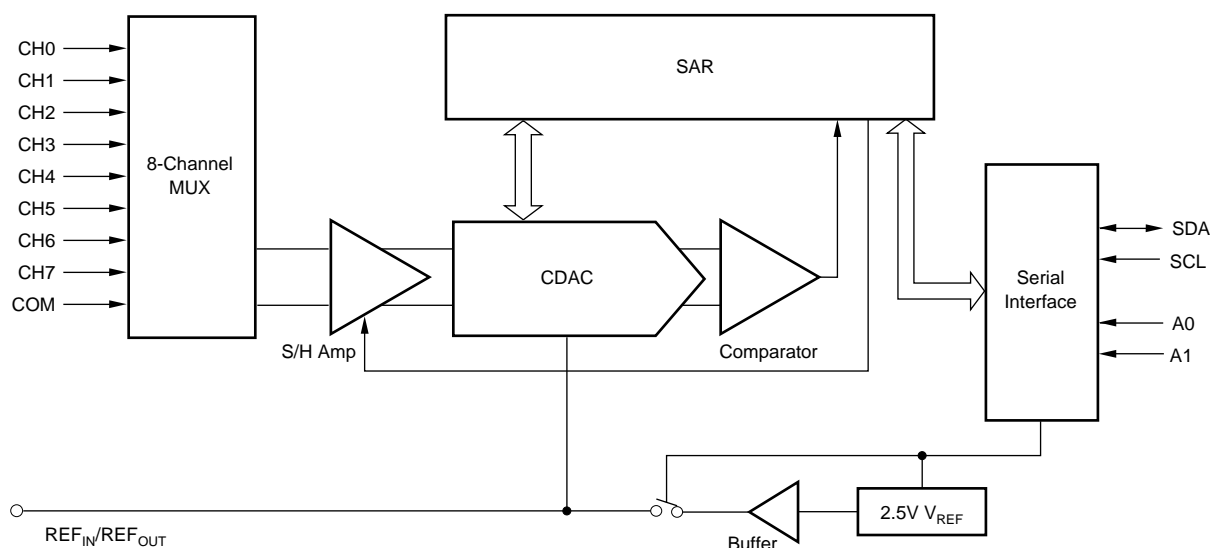 SAR
CH0
CH1
CH2
CH3
CH4
CH5
CH6
CH7
COM
8-Channel
MUX
S/H Amp
CDAC
Comparator
Serial
Interface
SDA
SCL
A0
A1
REFIN/REFOUT
Buffer
2.5V VREF